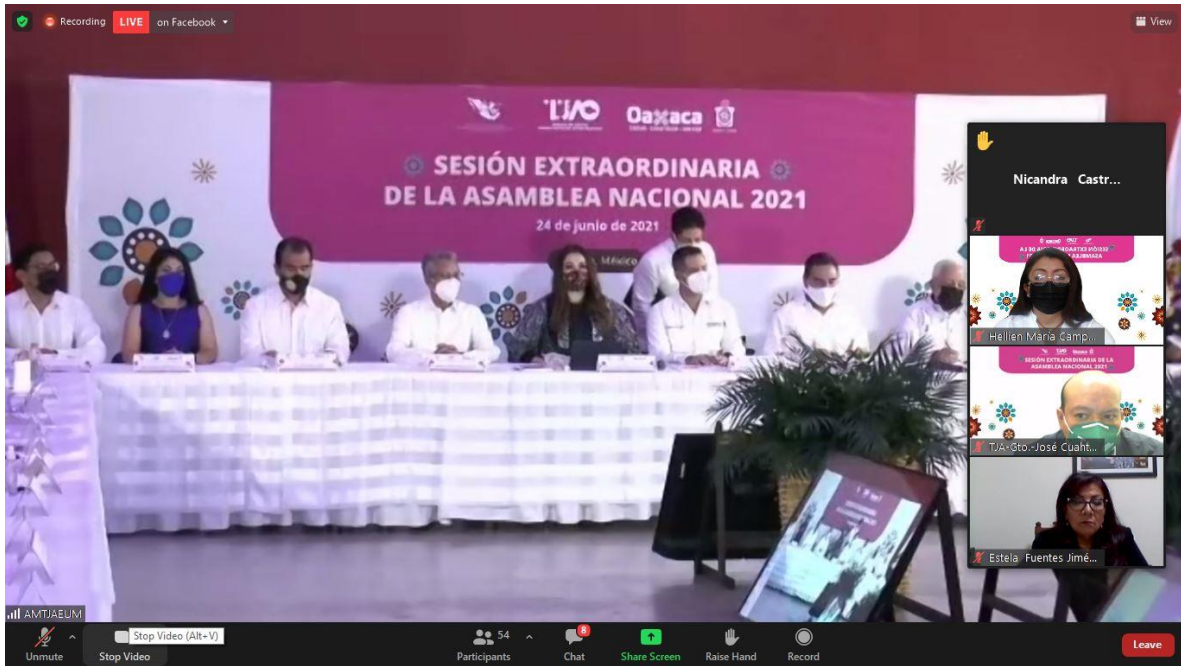 Recording LIVE on Facebook
View
TJAO Oaxaca
SESIÓN EXTRAORDINARIA
DE LA ASAMBLEA NACIONAL 2021
24 de junio de 2021
México
Nicandra Castr...
Hellien María Camp...
SESIÓN EXTRAORDINARIA DE LA
ASAMBLEA NACIONAL 2021
TJA-Gto.-José Cuaht...
Estela Fuentes Jimé...
AMTJAEUM
Stop Video (Alt+V)
54
8
Unmute
Stop Video
Participants
Chat
Share Screen
Raise Hand
Record
Leave